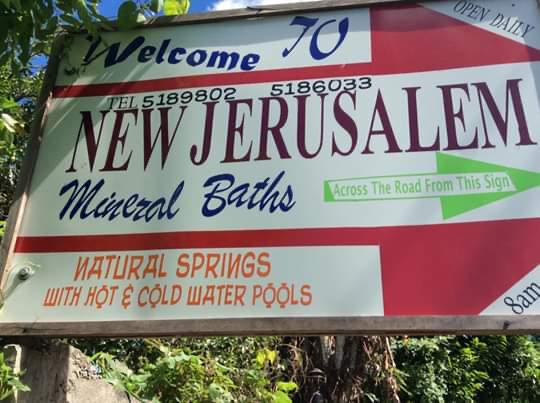 Welcome TO
OPEN DAILY
TEL 5189802 5186033
NEW JERUSALEM
Mineral Baths
Across The Road From This Sign
NATURAL SPRINGS
WITH HOT & COLD WATER POOLS
8am